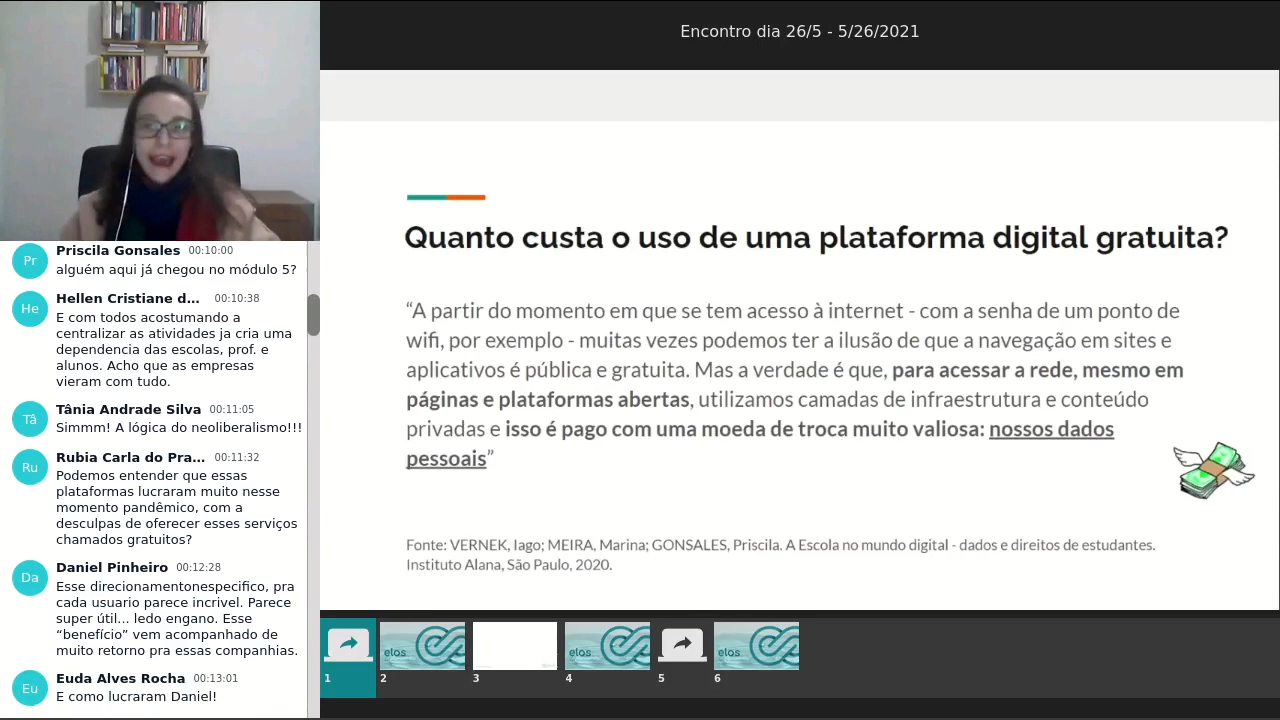 Encontro dia 26/5 - 5/26/2021
Pr
Priscila Gonsales 00:10:00
alguém aqui já chegou no módulo 5?
He
Hellen Cristiane d... 00:10:38
E com todos acostumando a
centralizar as atividades ja cria uma
dependencia das escolas, prof. e
alunos. Acho que as empresas
vieram com tudo.
Tâ
Tânia Andrade Silva 00:11:05
Simmm! A lógica do neoliberalismo!!!
Ru
Rubia Carla do Pra... 00:11:32
Podemos entender que essas
plataformas lucraram muito nesse
momento pandêmico, com a
desculpas de oferecer esses serviços
chamados gratuitos?
Da
Daniel Pinheiro 00:12:28
Esse direcionamentonespecifico, pra
cada usuario parece incrivel. Parece
super útil... ledo engano. Esse
“benefício” vem acompanhado de
muito retorno pra essas companhias.
Eu
Euda Alves Rocha 00:13:01
E como lucraram Daniel!
Quanto custa o uso de uma plataforma digital gratuita?
“A partir do momento em que se tem acesso à internet - com a senha de um ponto de
wifi, por exemplo - muitas vezes podemos ter a ilusão de que a navegação em sites e
aplicativos é pública e gratuita. Mas a verdade é que, para acessar a rede, mesmo em
páginas e plataformas abertas, utilizamos camadas de infraestrutura e conteúdo
privadas e isso é pago com uma moeda de troca muito valiosa: nossos dados
pessoais”
Fonte: VERNEK, Iago; MEIRA, Marina; GONSALES, Priscila. A Escola no mundo digital - dados e direitos de estudantes.
Instituto Alana, São Paulo, 2020.
elos
elos
elos
1
2
3
4
5
6